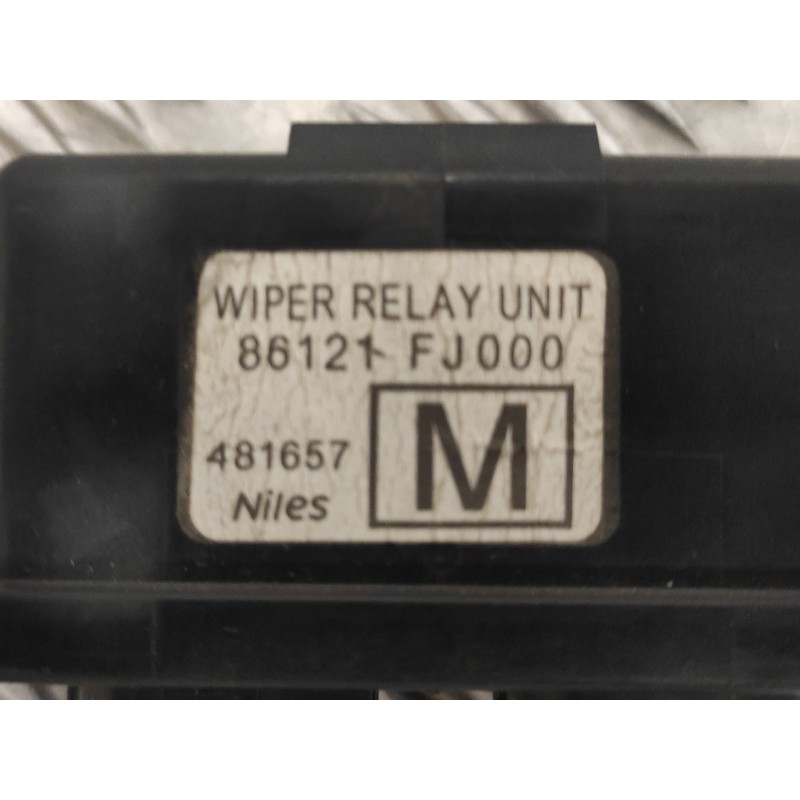 WIPER RELAY UNIT
86121 FJ000
481657
M
Niles